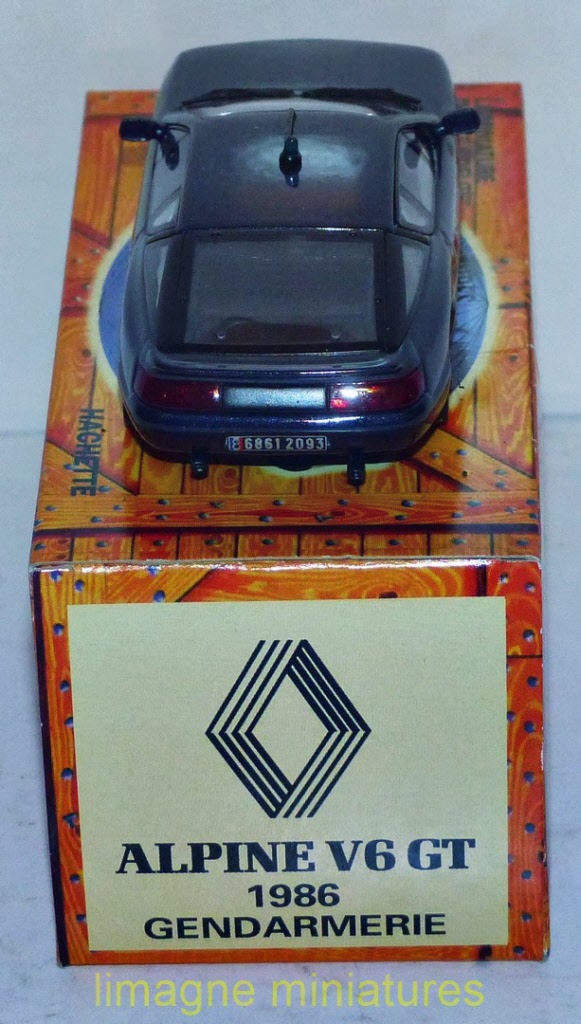 HACHETTE
6861 2093
ALPINE V6 GT
1986
GENDARMERIE
limagne miniatures